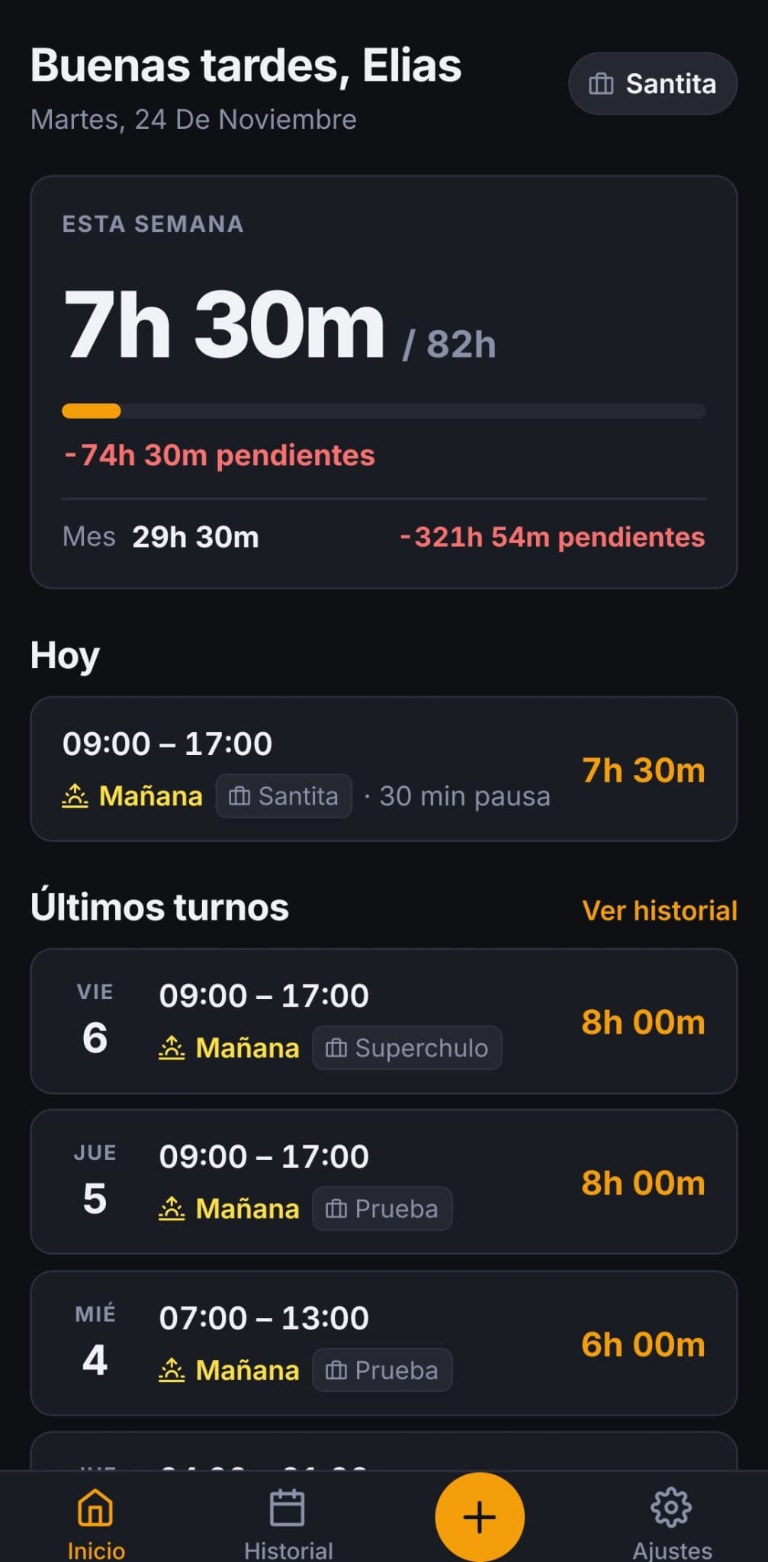 Buenas tardes, Elias
Santita
Martes, 24 De Noviembre
ESTA SEMANA
7h 30m / 82h
-74h 30m pendientes
Mes 29h 30m -321h 54m pendientes
Hoy
09:00 – 17:00
7h 30m
Mañana Santita · 30 min pausa
Últimos turnos Ver historial
VIE
6
09:00 – 17:00
Mañana Superchulo
8h 00m
JUE
5
09:00 – 17:00
Mañana Prueba
8h 00m
MIÉ
4
07:00 – 13:00
Mañana Prueba
6h 00m
Inicio Historial + Ajustes